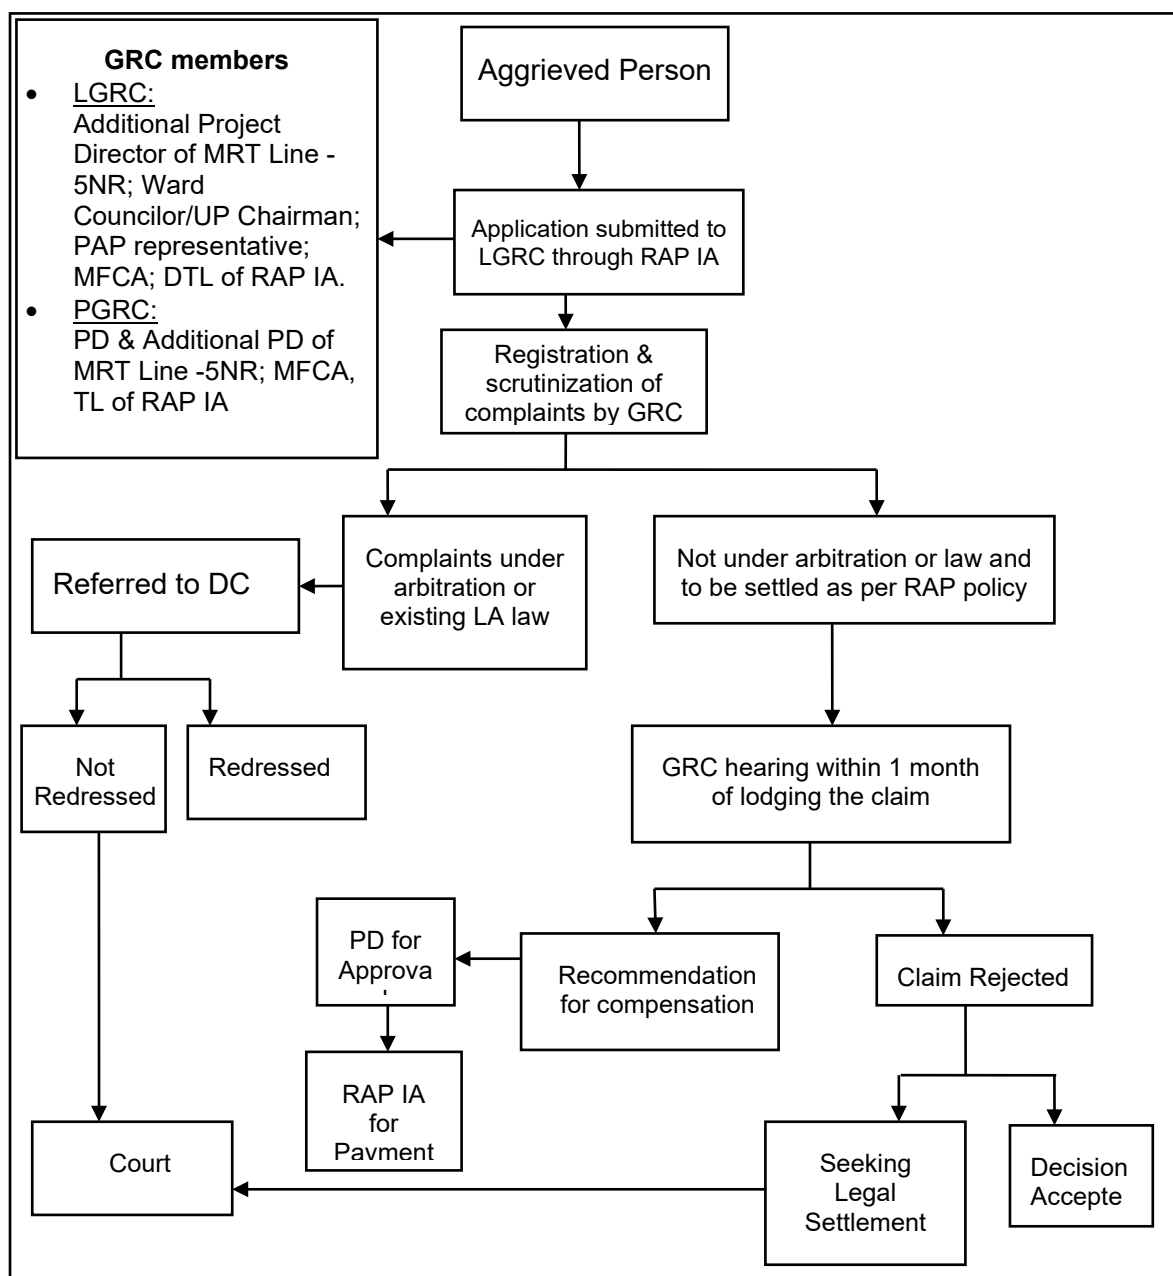 GRC members
• LGRC:
Additional Project
Director of MRT Line -
5NR; Ward
Councilor/UP Chairman;
PAP representative;
MFCA; DTL of RAP IA.
• PGRC:
PD & Additional PD of
MRT Line -5NR; MFCA,
TL of RAP IA
Aggrieved Person
Application submitted to
LGRC through RAP IA
Registration &
scrutinization of
complaints by GRC
Complaints under
arbitration or
existing LA law
Not under arbitration or law and
to be settled as per RAP policy
Referred to DC
Not
Redressed
Redressed
GRC hearing within 1 month
of lodging the claim
PD for
Approva
Recommendation
for compensation
Claim Rejected
RAP IA
for
Payment
Court
Seeking
Legal
Settlement
Decision
Accepte